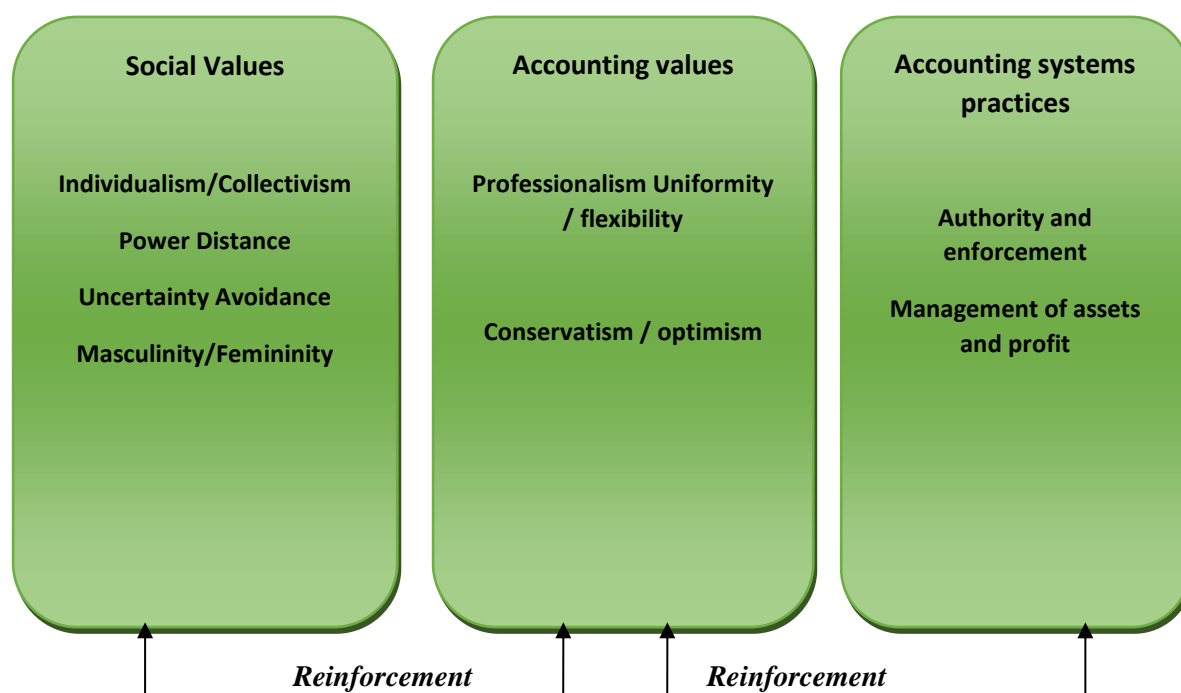 Social Values
Individualism/Collectivism
Power Distance
Uncertainty Avoidance
Masculinity/Femininity
Accounting values
Professionalism Uniformity
/ flexibility
Conservatism / optimism
Accounting systems
practices
Authority and
enforcement
Management of assets
and profit
Reinforcement
Reinforcement